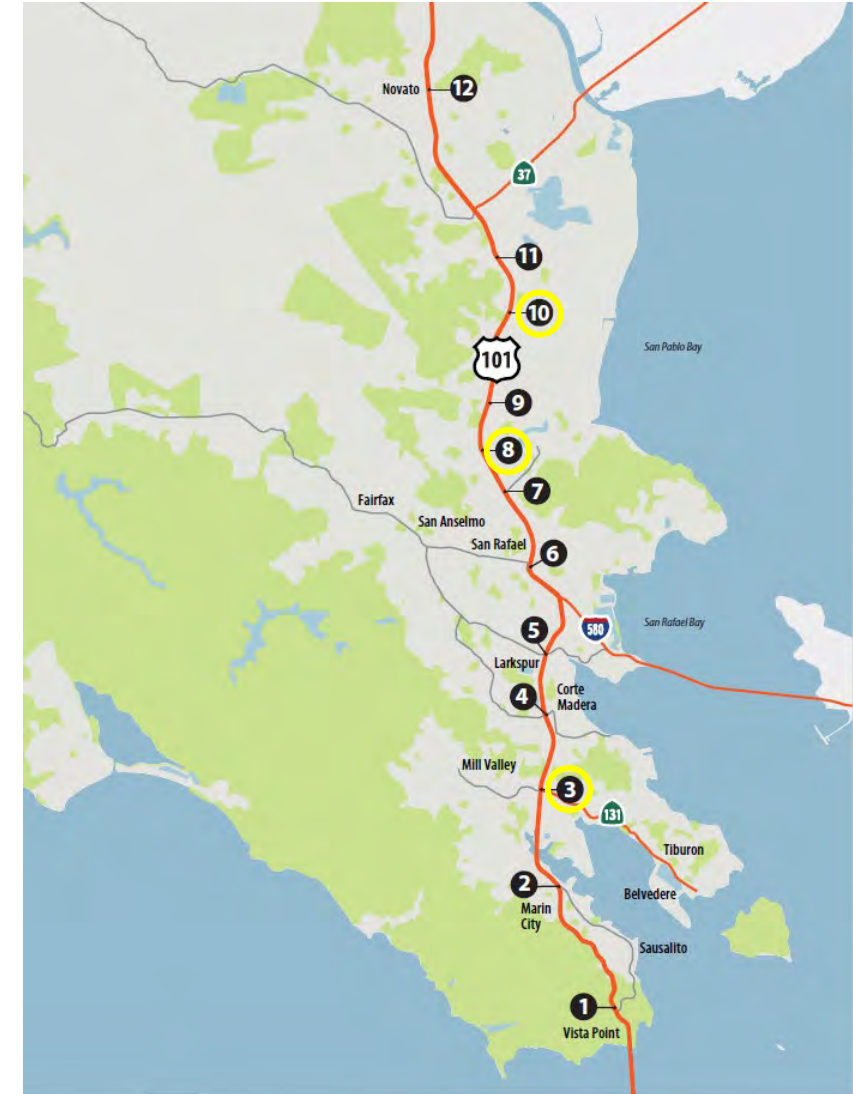 Novato
12
37
11
10
101
San Pablo Bay
9
8
7
Fairfax
San Anselmo
San Rafael
6
San Rafael Bay
580
5
Larkspur
4
Corte
Madera
Mill Valley
3
131
Tiburon
2
Belvedere
Marin
City
Sausalito
1
Vista Point